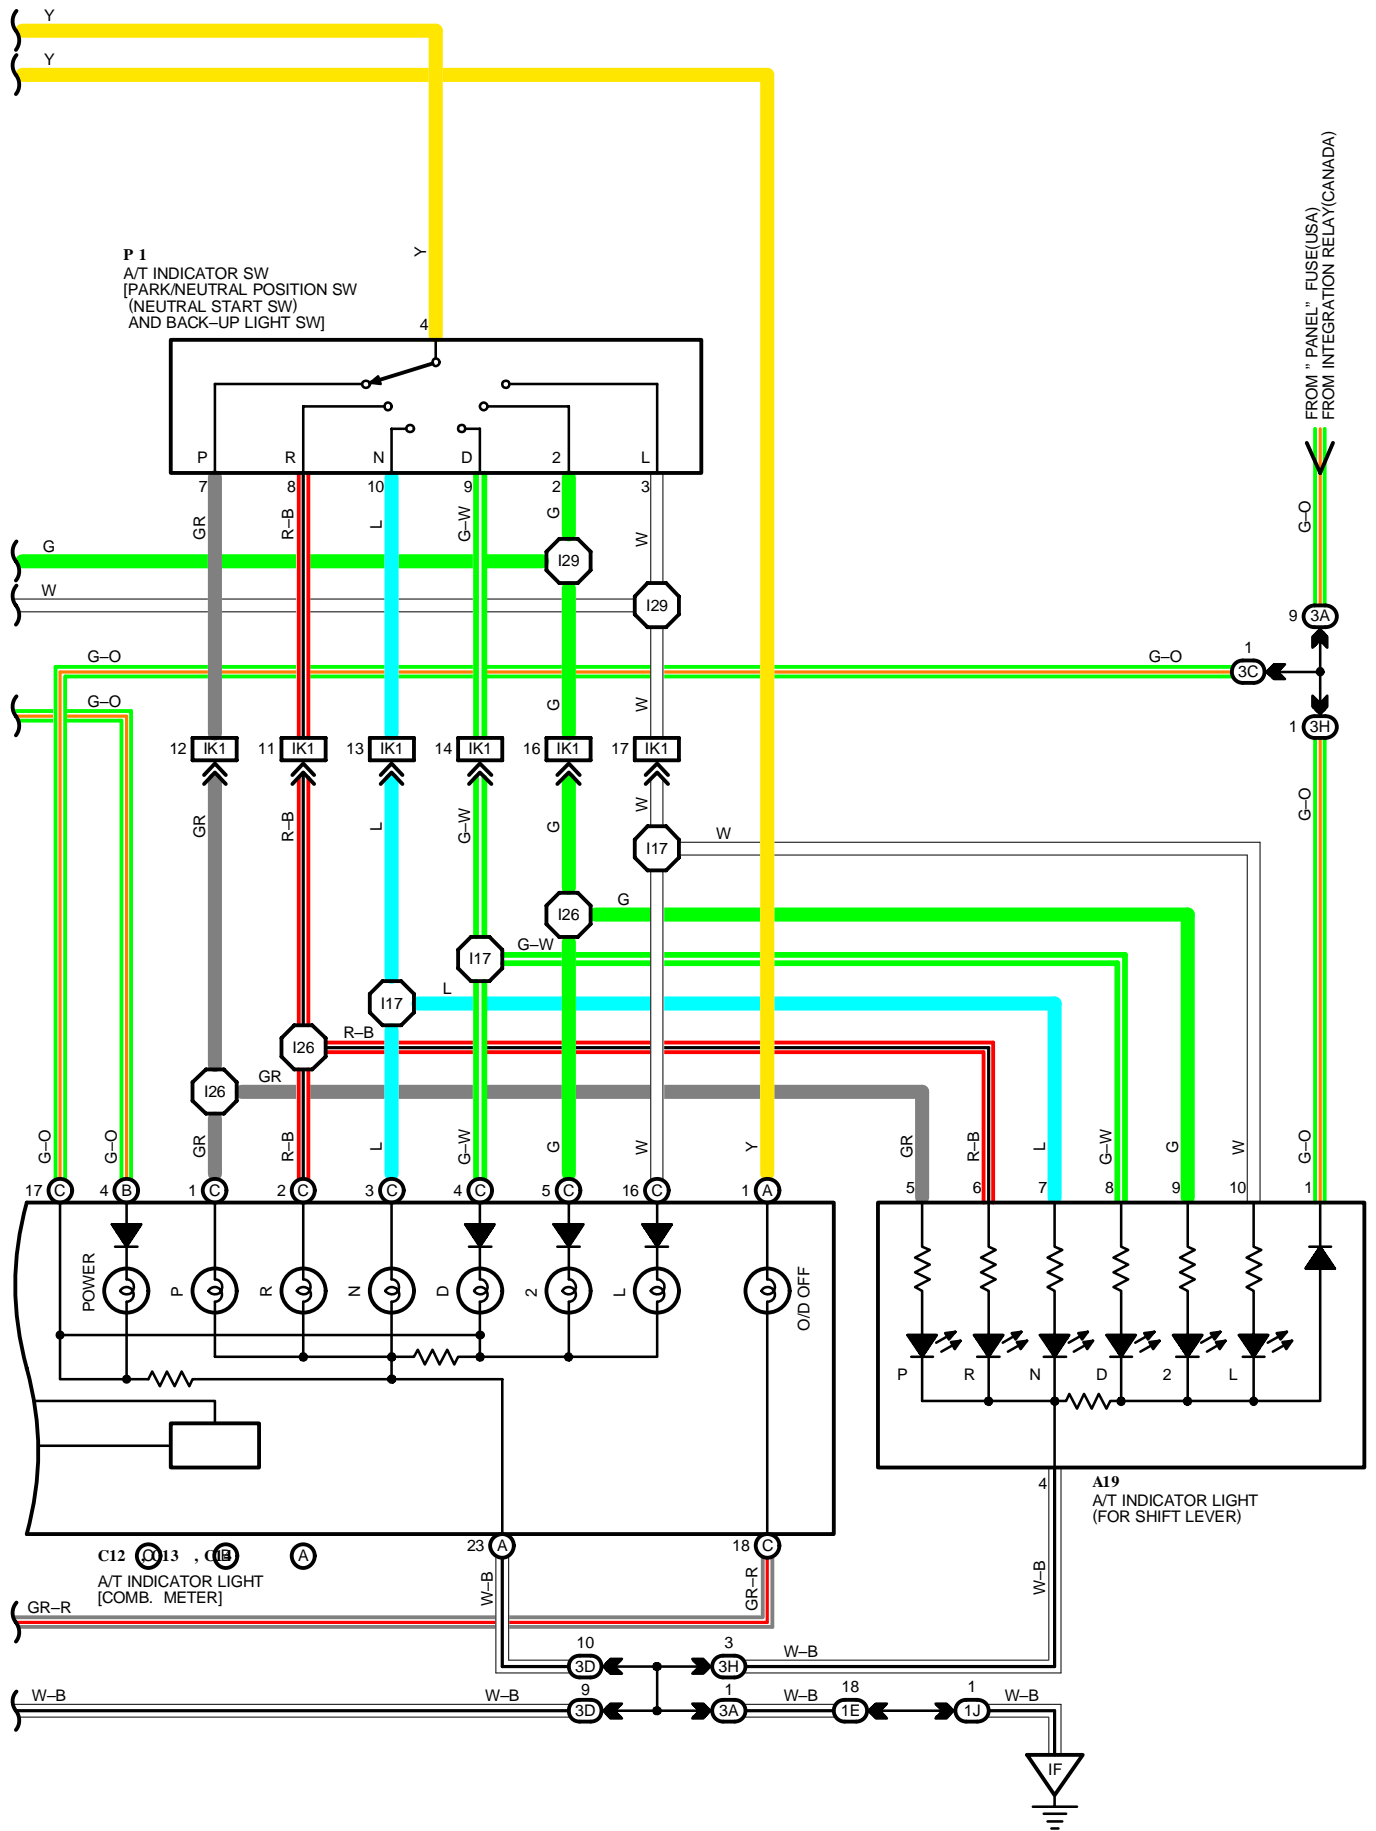 Y
Y
Y
P 1
A/T INDICATOR SW
[PARK/NEUTRAL POSITION SW
(NEUTRAL START SW)
AND BACK–UP LIGHT SW]
4
FROM " PANEL" FUSE(USA)
FROM INTEGRATION RELAY(CANADA)
P R N D 2 L
7 8 10 9 2 3
GR R–B L G–W G W G–O
G I29
W I29
9 3A
G–O G–O 1 3C
G–O G W
1 3H
12 IK1 11 IK1 13 IK1 14 IK1 16 IK1 17 IK1
GR R–B L G–W G W G–O
I17 W
I26 G
I17 G–W
I17 L
I26 R–B
I26 GR
G–O G–O GR R–B L G–W G W Y GR R–B L G–W G W G–O
17 C 4 B 1 C 2 C 3 C 4 C 5 C 16 C 1 A 5 6 7 8 9 10 1
POWER P R N D 2 L O/D OFF
P R N D 2 L
4
A19
A/T INDICATOR LIGHT
(FOR SHIFT LEVER)
23 A 18 C
C12 C , C13 B , C14 A
A/T INDICATOR LIGHT
[COMB. METER]
W–B GR–R W–B
GR–R
10 3D 3 3H W–B
W–B W–B 9 3D 1 3A W–B 18 1E 1 1J W–B
IF